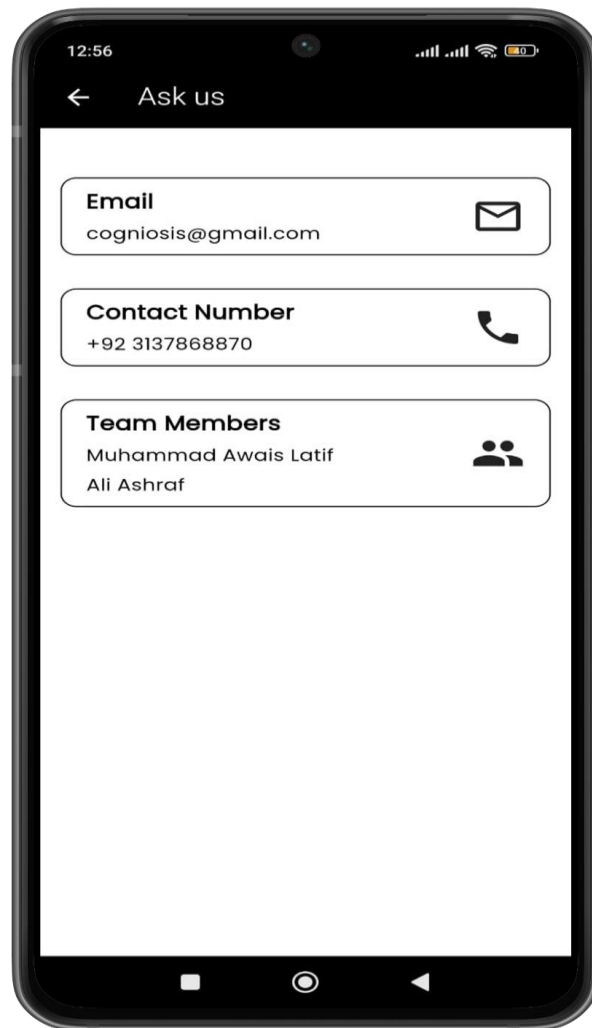 12:56
40
Ask us
Email
cogniosis@gmail.com
Contact Number
+92 3137868870
Team Members
Muhammad Awais Latif
Ali Ashraf